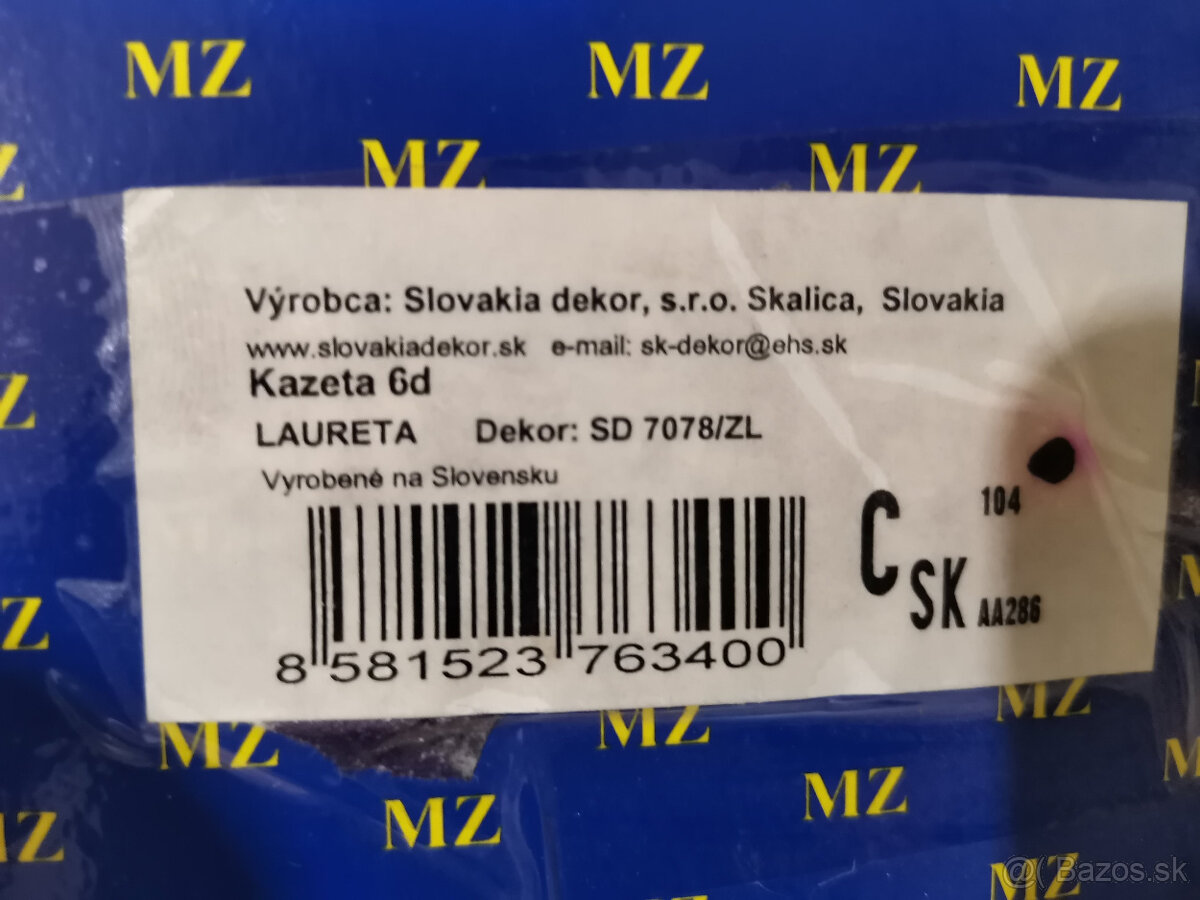 MZ MZ MZ
MZ MZ
Výrobca: Slovakia dekor, s.r.o. Skalica, Slovakia
www.slovakiadekor.sk e-mail: sk-dekor@ehs.sk
Kazeta 6d
LAURETA Dekor: SD 7078/ZL
Vyrobené na Slovensku
C SK 104
AA286
8 581523 763400
MZ MZ MZ
MZ MZ
MZ
@( Bazos.sk